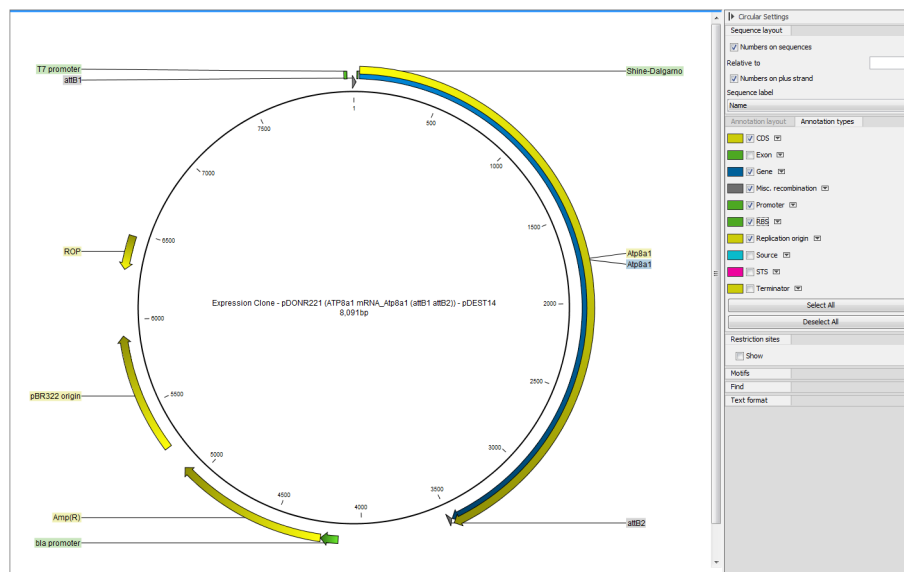 T7 promoter
attB1
Shine-Dalgarno
1
500
1000
1500
2000
2500
3000
3500
4000
4500
5000
5500
6000
6500
7000
7500
Atp8a1
Atp8a1
attB2
ROP
pBR322 origin
Amp(R)
bla promoter
Expression Clone - pDONR221 (ATP8a1 mRNA_Atp8a1 (attB1 attB2)) - pDEST14
8,091bp
Circular Settings
Sequence layout
Numbers on sequences
Relative to
Numbers on plus strand
Sequence label
Name
Annotation layout Annotation types
CDS
Exon
Gene
Misc. recombination
Promoter
RBS
Replication origin
Source
STS
Terminator
Select All
Deselect All
Restriction sites
Show
Motifs
Find
Text format